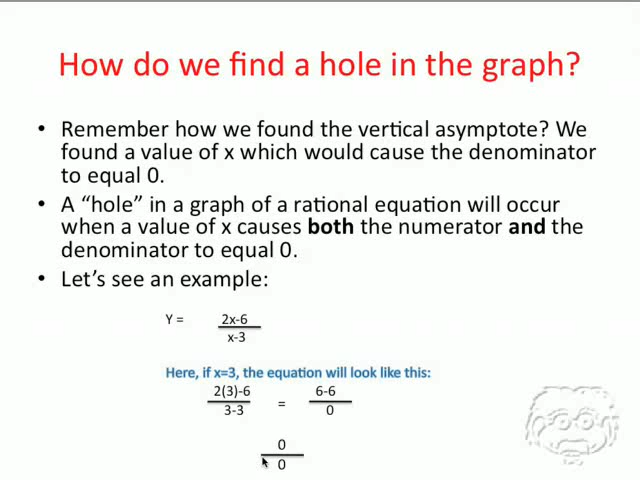 How do we find a hole in the graph?
• Remember how we found the vertical asymptote? We
found a value of x which would cause the denominator
to equal 0.
• A “hole” in a graph of a rational equation will occur
when a value of x causes both the numerator and the
denominator to equal 0.
• Let’s see an example:
Y = 2x-6
x-3
Here, if x=3, the equation will look like this:
2(3)-6 = 6-6
3-3 0
0
0